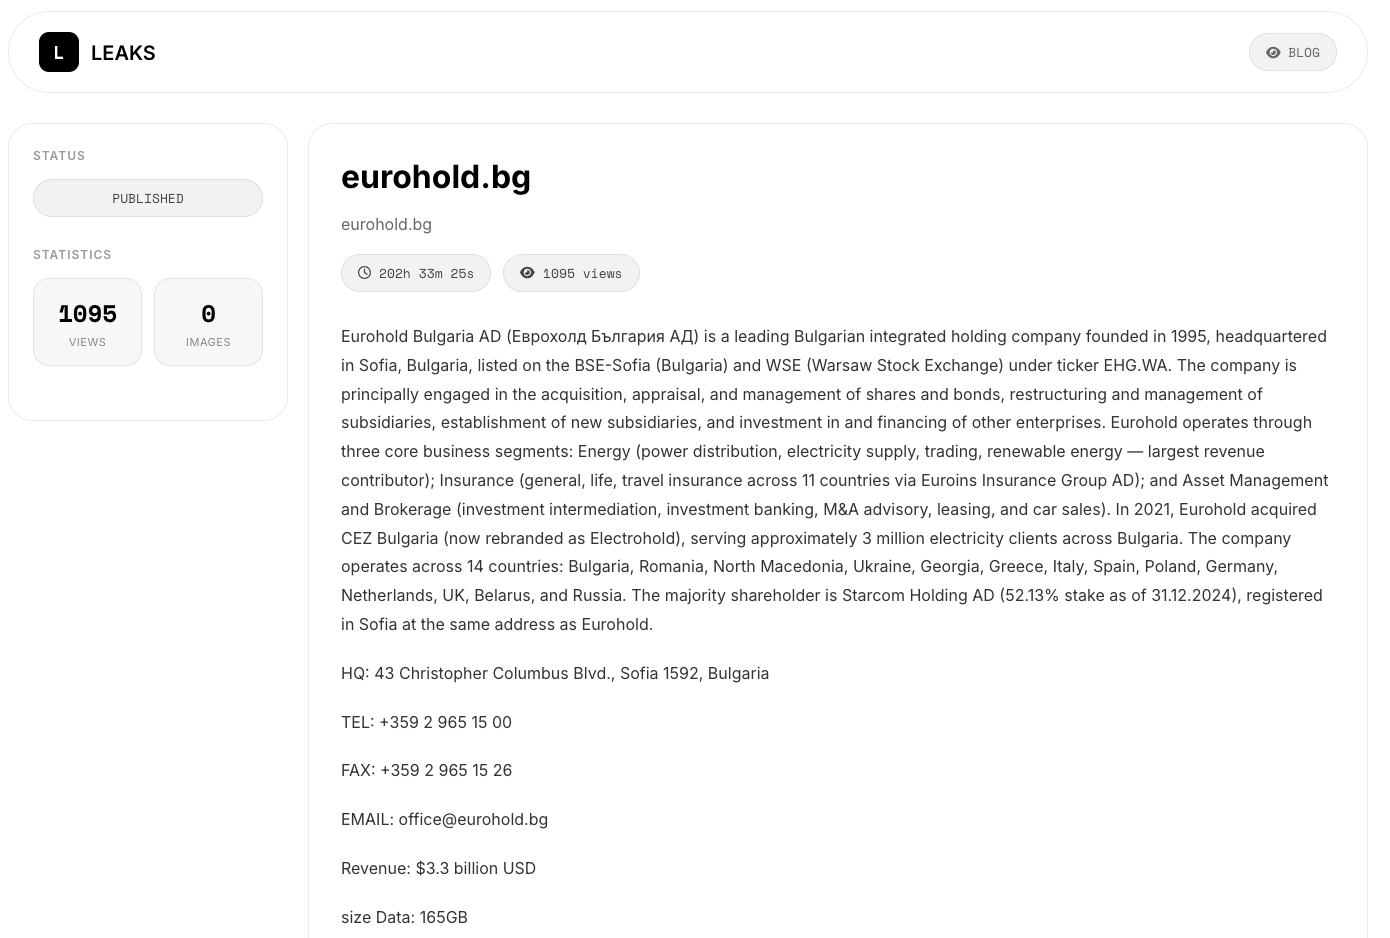 L LEAKS
BLOG
STATUS
PUBLISHED
STATISTICS
1095
VIEWS
0
IMAGES
eurohold.bg
eurohold.bg
202h 33m 25s
1095 views
Eurohold Bulgaria AD (Еврохолд България АД) is a leading Bulgarian integrated holding company founded in 1995, headquartered
in Sofia, Bulgaria, listed on the BSE-Sofia (Bulgaria) and WSE (Warsaw Stock Exchange) under ticker EHG.WA. The company is
principally engaged in the acquisition, appraisal, and management of shares and bonds, restructuring and management of
subsidiaries, establishment of new subsidiaries, and investment in and financing of other enterprises. Eurohold operates through
three core business segments: Energy (power distribution, electricity supply, trading, renewable energy — largest revenue
contributor); Insurance (general, life, travel insurance across 11 countries via Euroins Insurance Group AD); and Asset Management
and Brokerage (investment intermediation, investment banking, M&A advisory, leasing, and car sales). In 2021, Eurohold acquired
CEZ Bulgaria (now rebranded as Electrohold), serving approximately 3 million electricity clients across Bulgaria. The company
operates across 14 countries: Bulgaria, Romania, North Macedonia, Ukraine, Georgia, Greece, Italy, Spain, Poland, Germany,
Netherlands, UK, Belarus, and Russia. The majority shareholder is Starcom Holding AD (52.13% stake as of 31.12.2024), registered
in Sofia at the same address as Eurohold.
HQ: 43 Christopher Columbus Blvd., Sofia 1592, Bulgaria
TEL: +359 2 965 15 00
FAX: +359 2 965 15 26
EMAIL: office@eurohold.bg
Revenue: $3.3 billion USD
size Data: 165GB